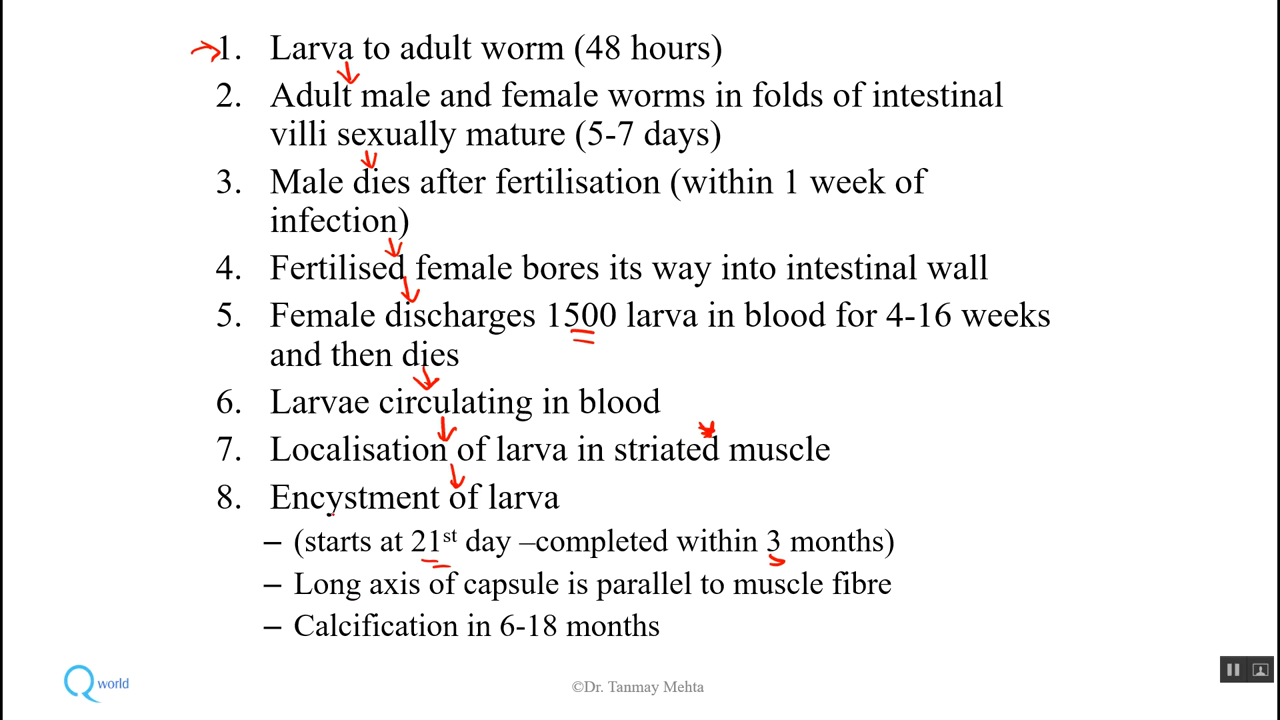 1. Larva to adult worm (48 hours)
2. Adult male and female worms in folds of intestinal
villi sexually mature (5-7 days)
3. Male dies after fertilisation (within 1 week of
infection)
4. Fertilised female bores its way into intestinal wall
5. Female discharges 1500 larva in blood for 4-16 weeks
and then dies
6. Larvae circulating in blood
7. Localisation of larva in striated muscle
8. Encystment of larva
– (starts at 21st day –completed within 3 months)
– Long axis of capsule is parallel to muscle fibre
– Calcification in 6-18 months
Q world
©Dr. Tanmay Mehta